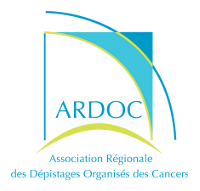 ARDOC
Association Régionale
des Dépistages Organisés des Cancers